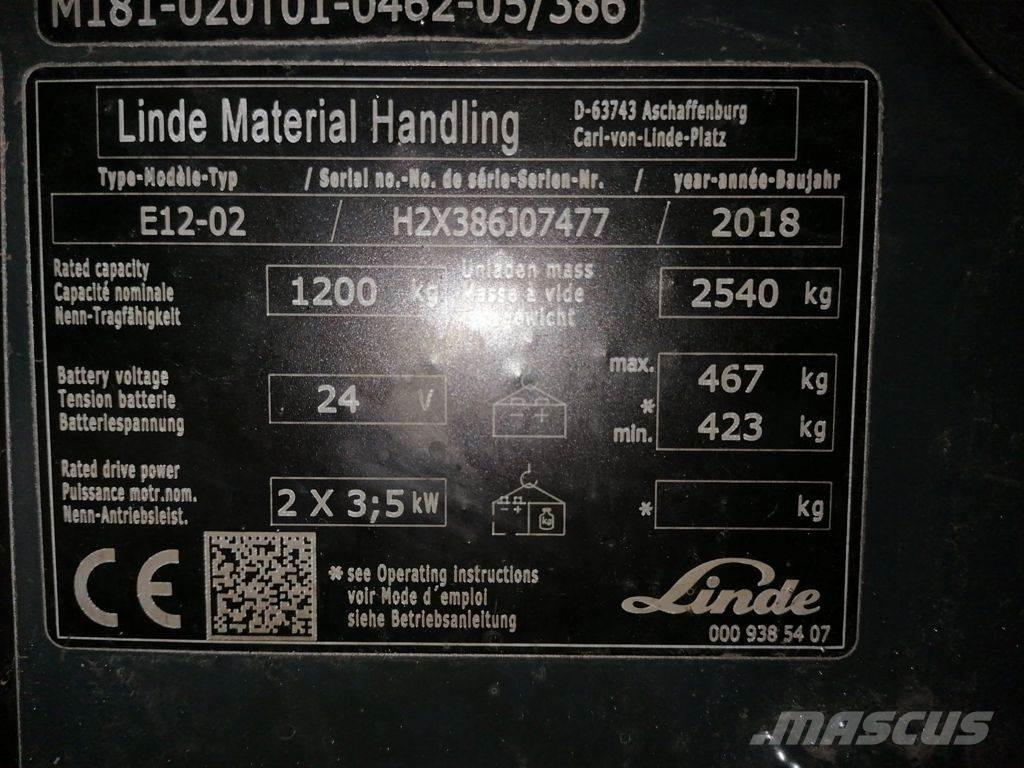 M181-020T01-0462-05/386
Linde Material Handling
D-63743 Aschaffenburg
Carl-von-Linde-Platz
Type-Modèle-Typ / Serial no.-No. de série-Serien-Nr. / year-année-Baujahr
E12-02 / H2X386J07477 / 2018
Rated capacity
Capacité nominale
Nenn-Tragfähigkeit
1200 kg
Unladen mass
Masse à vide
2540 kg
Battery voltage
Tension batterie
Batteriespannung
24 V
max. 467 kg
*
min. 423 kg
Rated drive power
Puissance motr.nom.
Nenn-Antriebsleist.
2 X 3;5 kW
- +
kg
* kg
CE
* see Operating instructions
voir Mode d´emploi
siehe Betriebsanleitung
Linde
000 938 54 07
MASCUS